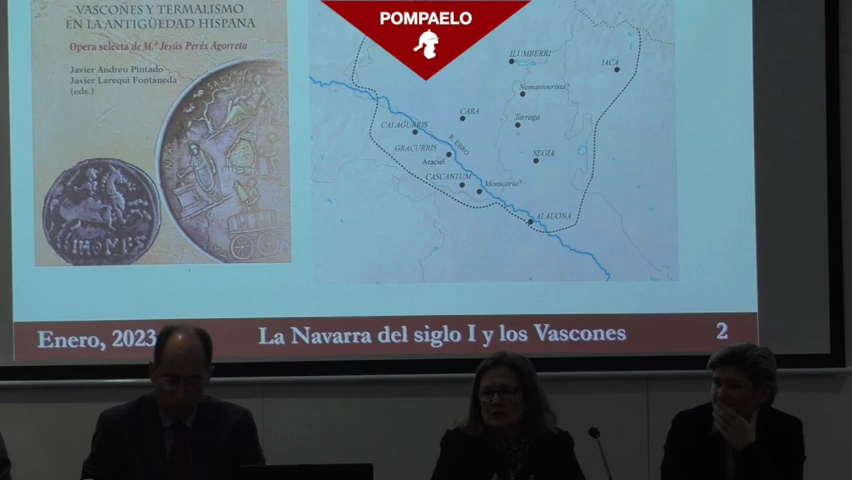 POMPAELO
VASCONES Y TERMALISMO
EN LA ANTIGÜEDAD HISPANA
Opera selecta de M.ª Jesús Peréx Agorreta
Javier Andreu Pintado
Javier Larequi Fontaneda
(eds.)
SALVS
ILUMBERRI
IACA
Nemanturissa?
CARA
Tarraga
CALAGURRIS
R. EBRO
GRACURRIS
Araciel
SEGIA
CASCANTUM
Muscaria?
ALAUONA
Enero, 2023
La Navarra del siglo I y los Vascones
2